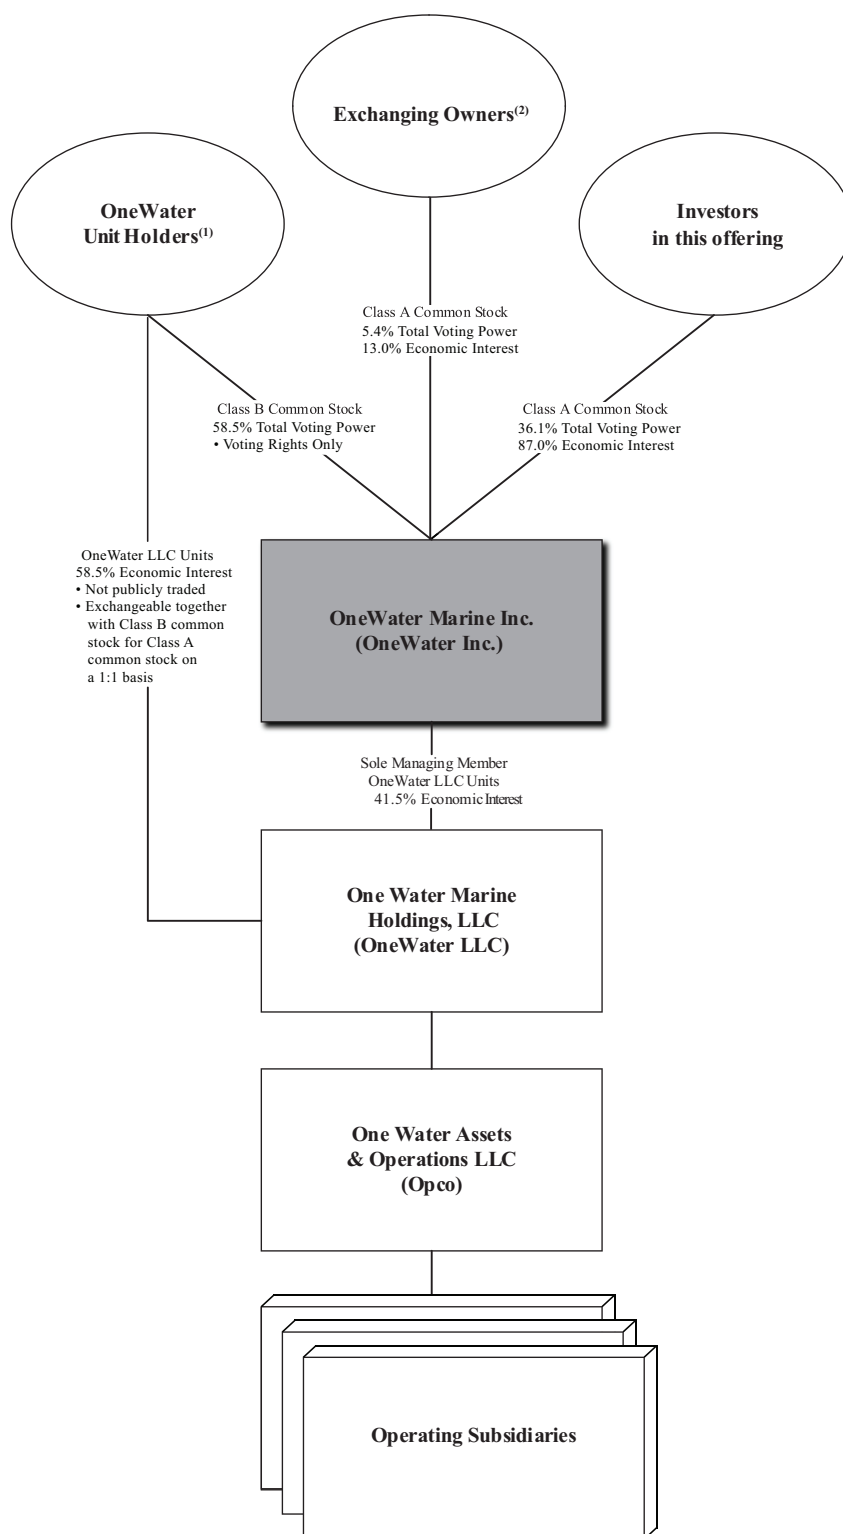 Exchanging Owners(2)
OneWater
Unit Holders(1)
Investors
in this offering
Class A Common Stock
5.4% Total Voting Power
13.0% Economic Interest
Class B Common Stock
58.5% Total Voting Power
• Voting Rights Only
Class A Common Stock
36.1% Total Voting Power
87.0% Economic Interest
OneWater LLC Units
58.5% Economic Interest
• Not publicly traded
• Exchangeable together
with Class B common
stock for Class A
common stock on
a 1:1 basis
OneWater Marine Inc.
(OneWater Inc.)
Sole Managing Member
OneWater LLC Units
41.5% Economic Interest
One Water Marine
Holdings, LLC
(OneWater LLC)
One Water Assets
& Operations LLC
(Opco)
Operating Subsidiaries